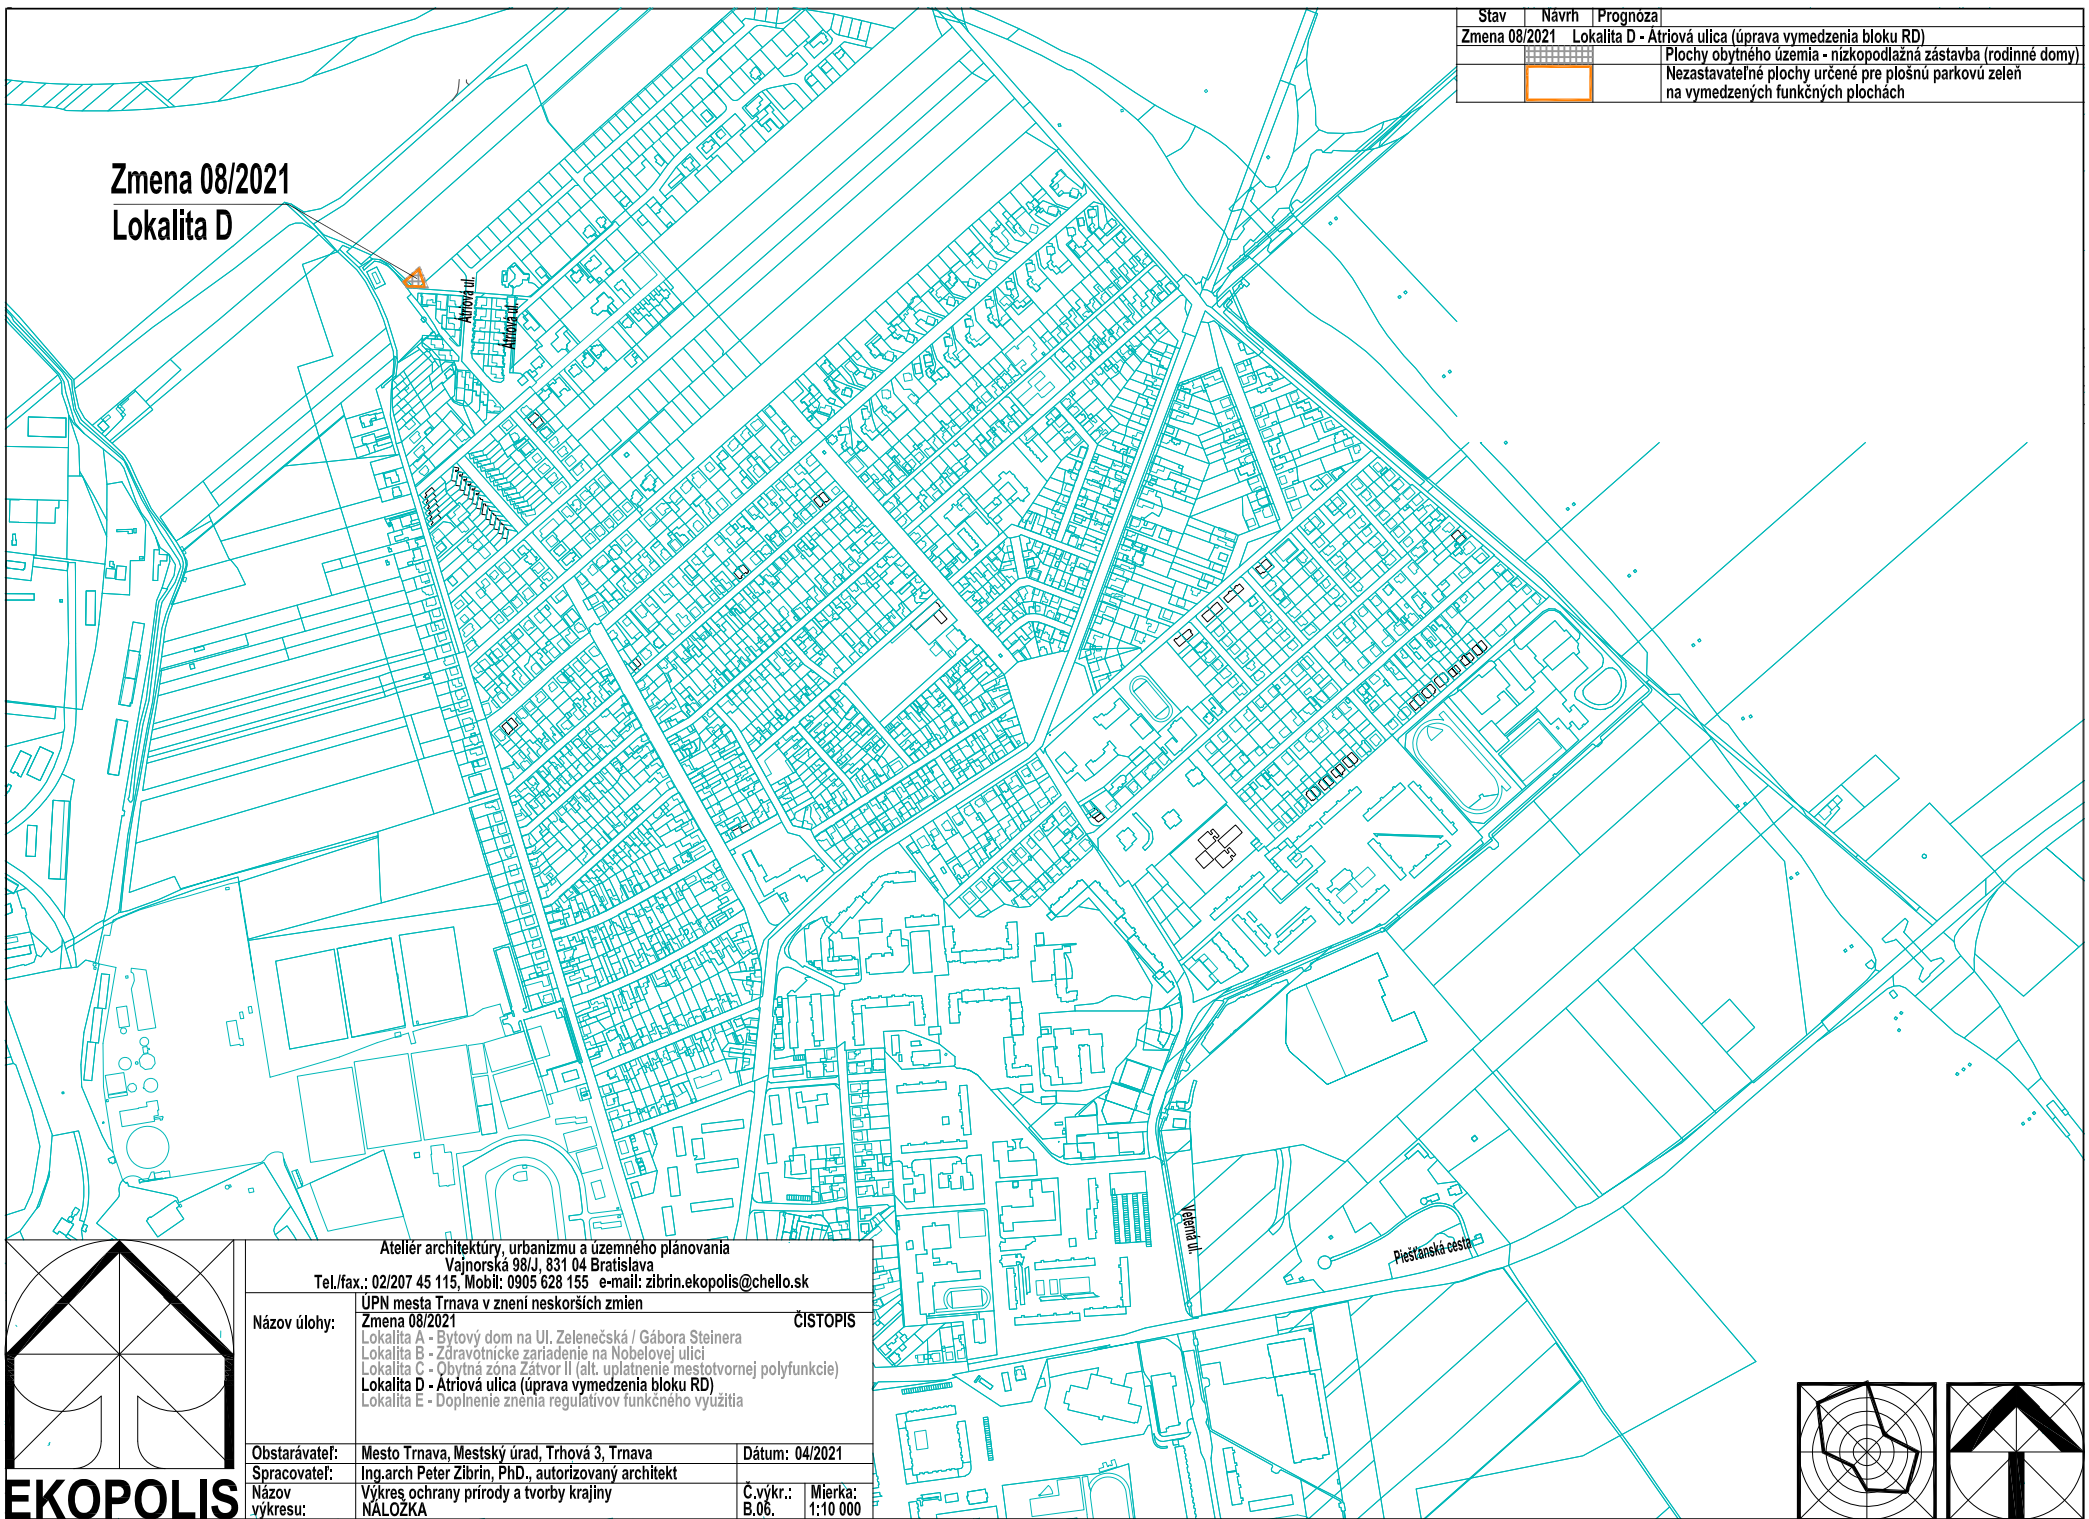 Stav Návrh Prognóza
Zmena 08/2021 Lokalita D - Átriová ulica (úprava vymedzenia bloku RD)
Plochy obytného územia - nízkopodlažná zástavba (rodinné domy)
Nezastavateľné plochy určené pre plošnú parkovú zeleň
na vymedzených funkčných plochách
Zmena 08/2021
Lokalita D
Átriová ul.
Átriová ul.
Veterná ul.
Piešťanská cesta
Ateliér architektúry, urbanizmu a územného plánovania
Vajnorská 98/J, 831 04 Bratislava
Tel./fax.: 02/207 45 115, Mobil: 0905 628 155 e-mail: zibrin.ekopolis@chello.sk
Názov úlohy:
ÚPN mesta Trnava v znení neskorších zmien
Zmena 08/2021 ČISTOPIS
Lokalita A - Bytový dom na Ul. Zelenečská / Gábora Steinera
Lokalita B - Zdravotnícke zariadenie na Nobelovej ulici
Lokalita C - Obytná zóna Zátvor II (alt. uplatnenie mestotvornej polyfunkcie)
Lokalita D - Átriová ulica (úprava vymedzenia bloku RD)
Lokalita E - Doplnenie znenia regulatívov funkčného využitia
Obstarávateľ: Mesto Trnava, Mestský úrad, Trhová 3, Trnava Dátum: 04/2021
Spracovateľ: Ing.arch Peter Zibrin, PhD., autorizovaný architekt
Názov výkresu: Výkres ochrany prírody a tvorby krajiny
NÁLOŽKA
Č.výkr.: B.06.
Mierka: 1:10 000
EKOPOLIS